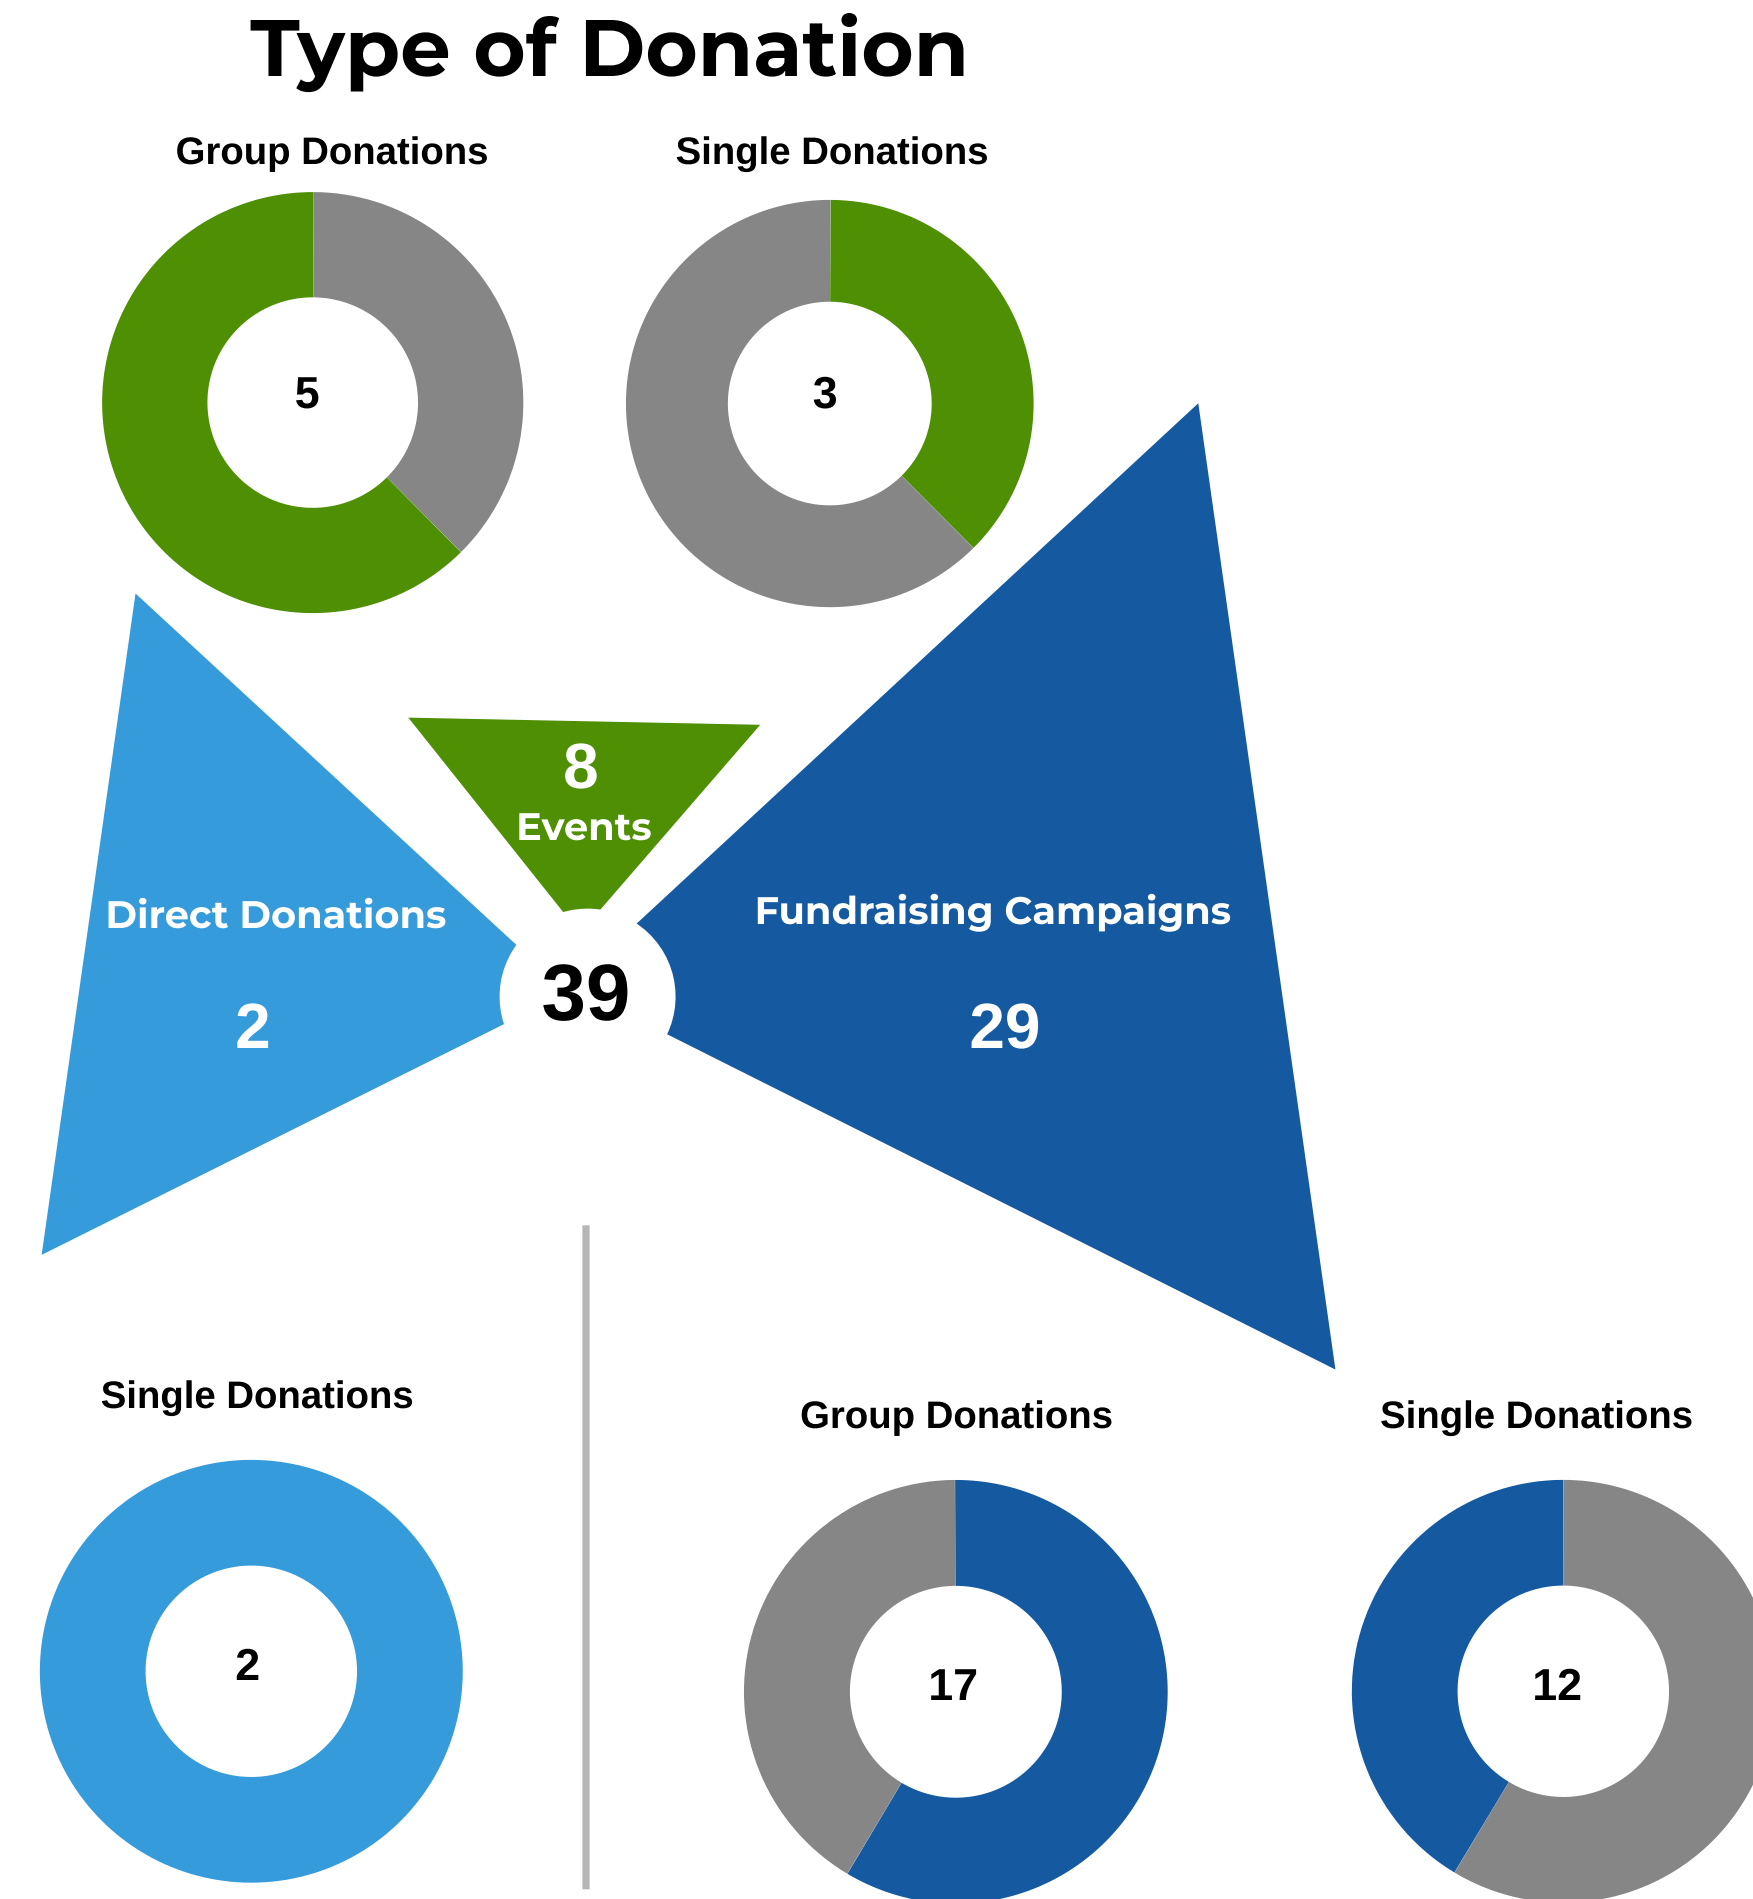 Type of Donation
Group Donations
Single Donations
5
3
8
Events
Direct Donations
Fundraising Campaigns
39
2
29
Single Donations
Group Donations
Single Donations
2
17
12